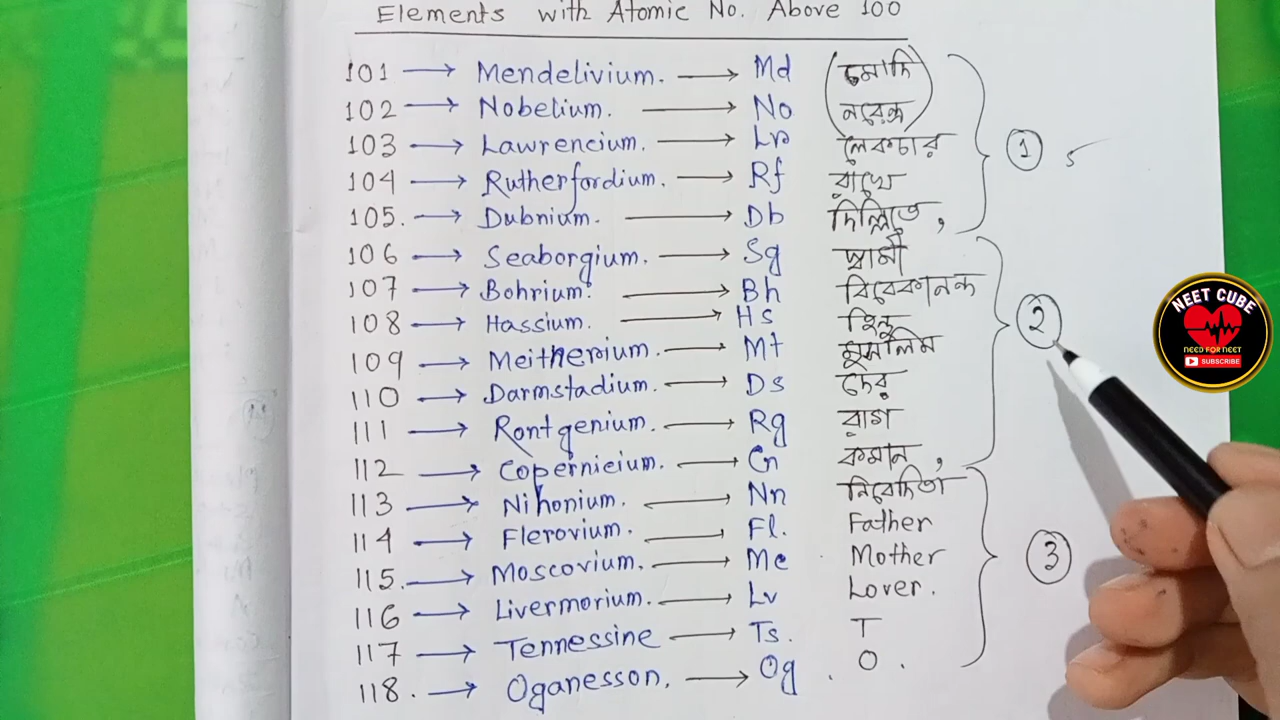 Elements with Atomic No. Above 100
101 → Mendelivium. → Md (মোদি
102 → Nobelium. → No নরেন্দ্র)
103 → Lawrencium. → Lr লেকচার
104 → Rutherfordium. → Rf রাখে
105. → Dubnium. → Db দিল্লিতে,
① 5
106 → Seaborgium. → Sg স্বামী
107 → Bohrium. → Bh বিবেকানন্দ
108 → Hassium. → Hs হিন্দু
109 → Meitherium. → Mt মুসলিম
110 → Darmstadium. → Ds দের
111 → Rontgenium. → Rg রাগ
112 → Copernicium. → Cn কমান,
②
113 → Nihonium. → Nn নিবেদিতা
114 → Flerovium. → Fl. Father
115. → Moscovium. → Mc Mother
116 → Livermorium. → Lv Lover.
117 → Tennessine → Ts. T
118. → Oganesson. → Og. O.
③
NEET CUBE
NEED FOR NEET
SUBSCRIBE